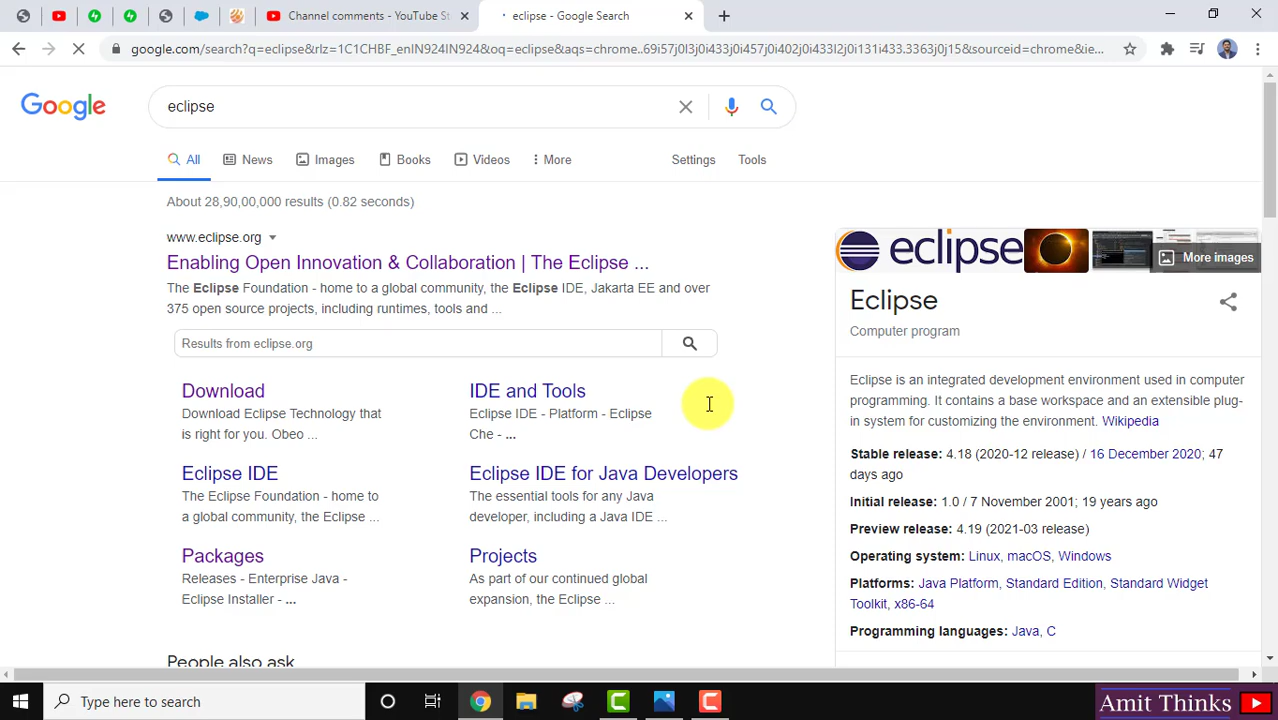 Channel comments - YouTube St
eclipse - Google Search
google.com/search?q=eclipse&rlz=1C1CHBF_enIN924IN924&oq=eclipse&aqs=chrome..69i57j0l3j0i433j0i457j0i402j0i433l2j0i131i433.3363j0j15&sourceid=chrome&ie...
Google
eclipse
All
News
Images
Books
Videos
More
Settings
Tools
About 28,90,00,000 results (0.82 seconds)
www.eclipse.org
Enabling Open Innovation & Collaboration | The Eclipse ...
The Eclipse Foundation - home to a global community, the Eclipse IDE, Jakarta EE and over
375 open source projects, including runtimes, tools and ...
Results from eclipse.org
Download
Download Eclipse Technology that
is right for you. Obeo ...
IDE and Tools
Eclipse IDE - Platform - Eclipse
Che - ...
Eclipse IDE
The Eclipse Foundation - home to
a global community, the Eclipse ...
Eclipse IDE for Java Developers
The essential tools for any Java
developer, including a Java IDE ...
Packages
Releases - Enterprise Java -
Eclipse Installer - ...
Projects
As part of our continued global
expansion, the Eclipse ...
People also ask
eclipse
More images
Eclipse
Computer program
Eclipse is an integrated development environment used in computer
programming. It contains a base workspace and an extensible plug-
in system for customizing the environment. Wikipedia
Stable release: 4.18 (2020-12 release) / 16 December 2020; 47
days ago
Initial release: 1.0 / 7 November 2001; 19 years ago
Preview release: 4.19 (2021-03 release)
Operating system: Linux, macOS, Windows
Platforms: Java Platform, Standard Edition, Standard Widget
Toolkit, x86-64
Programming languages: Java, C
Type here to search
Amit Thinks